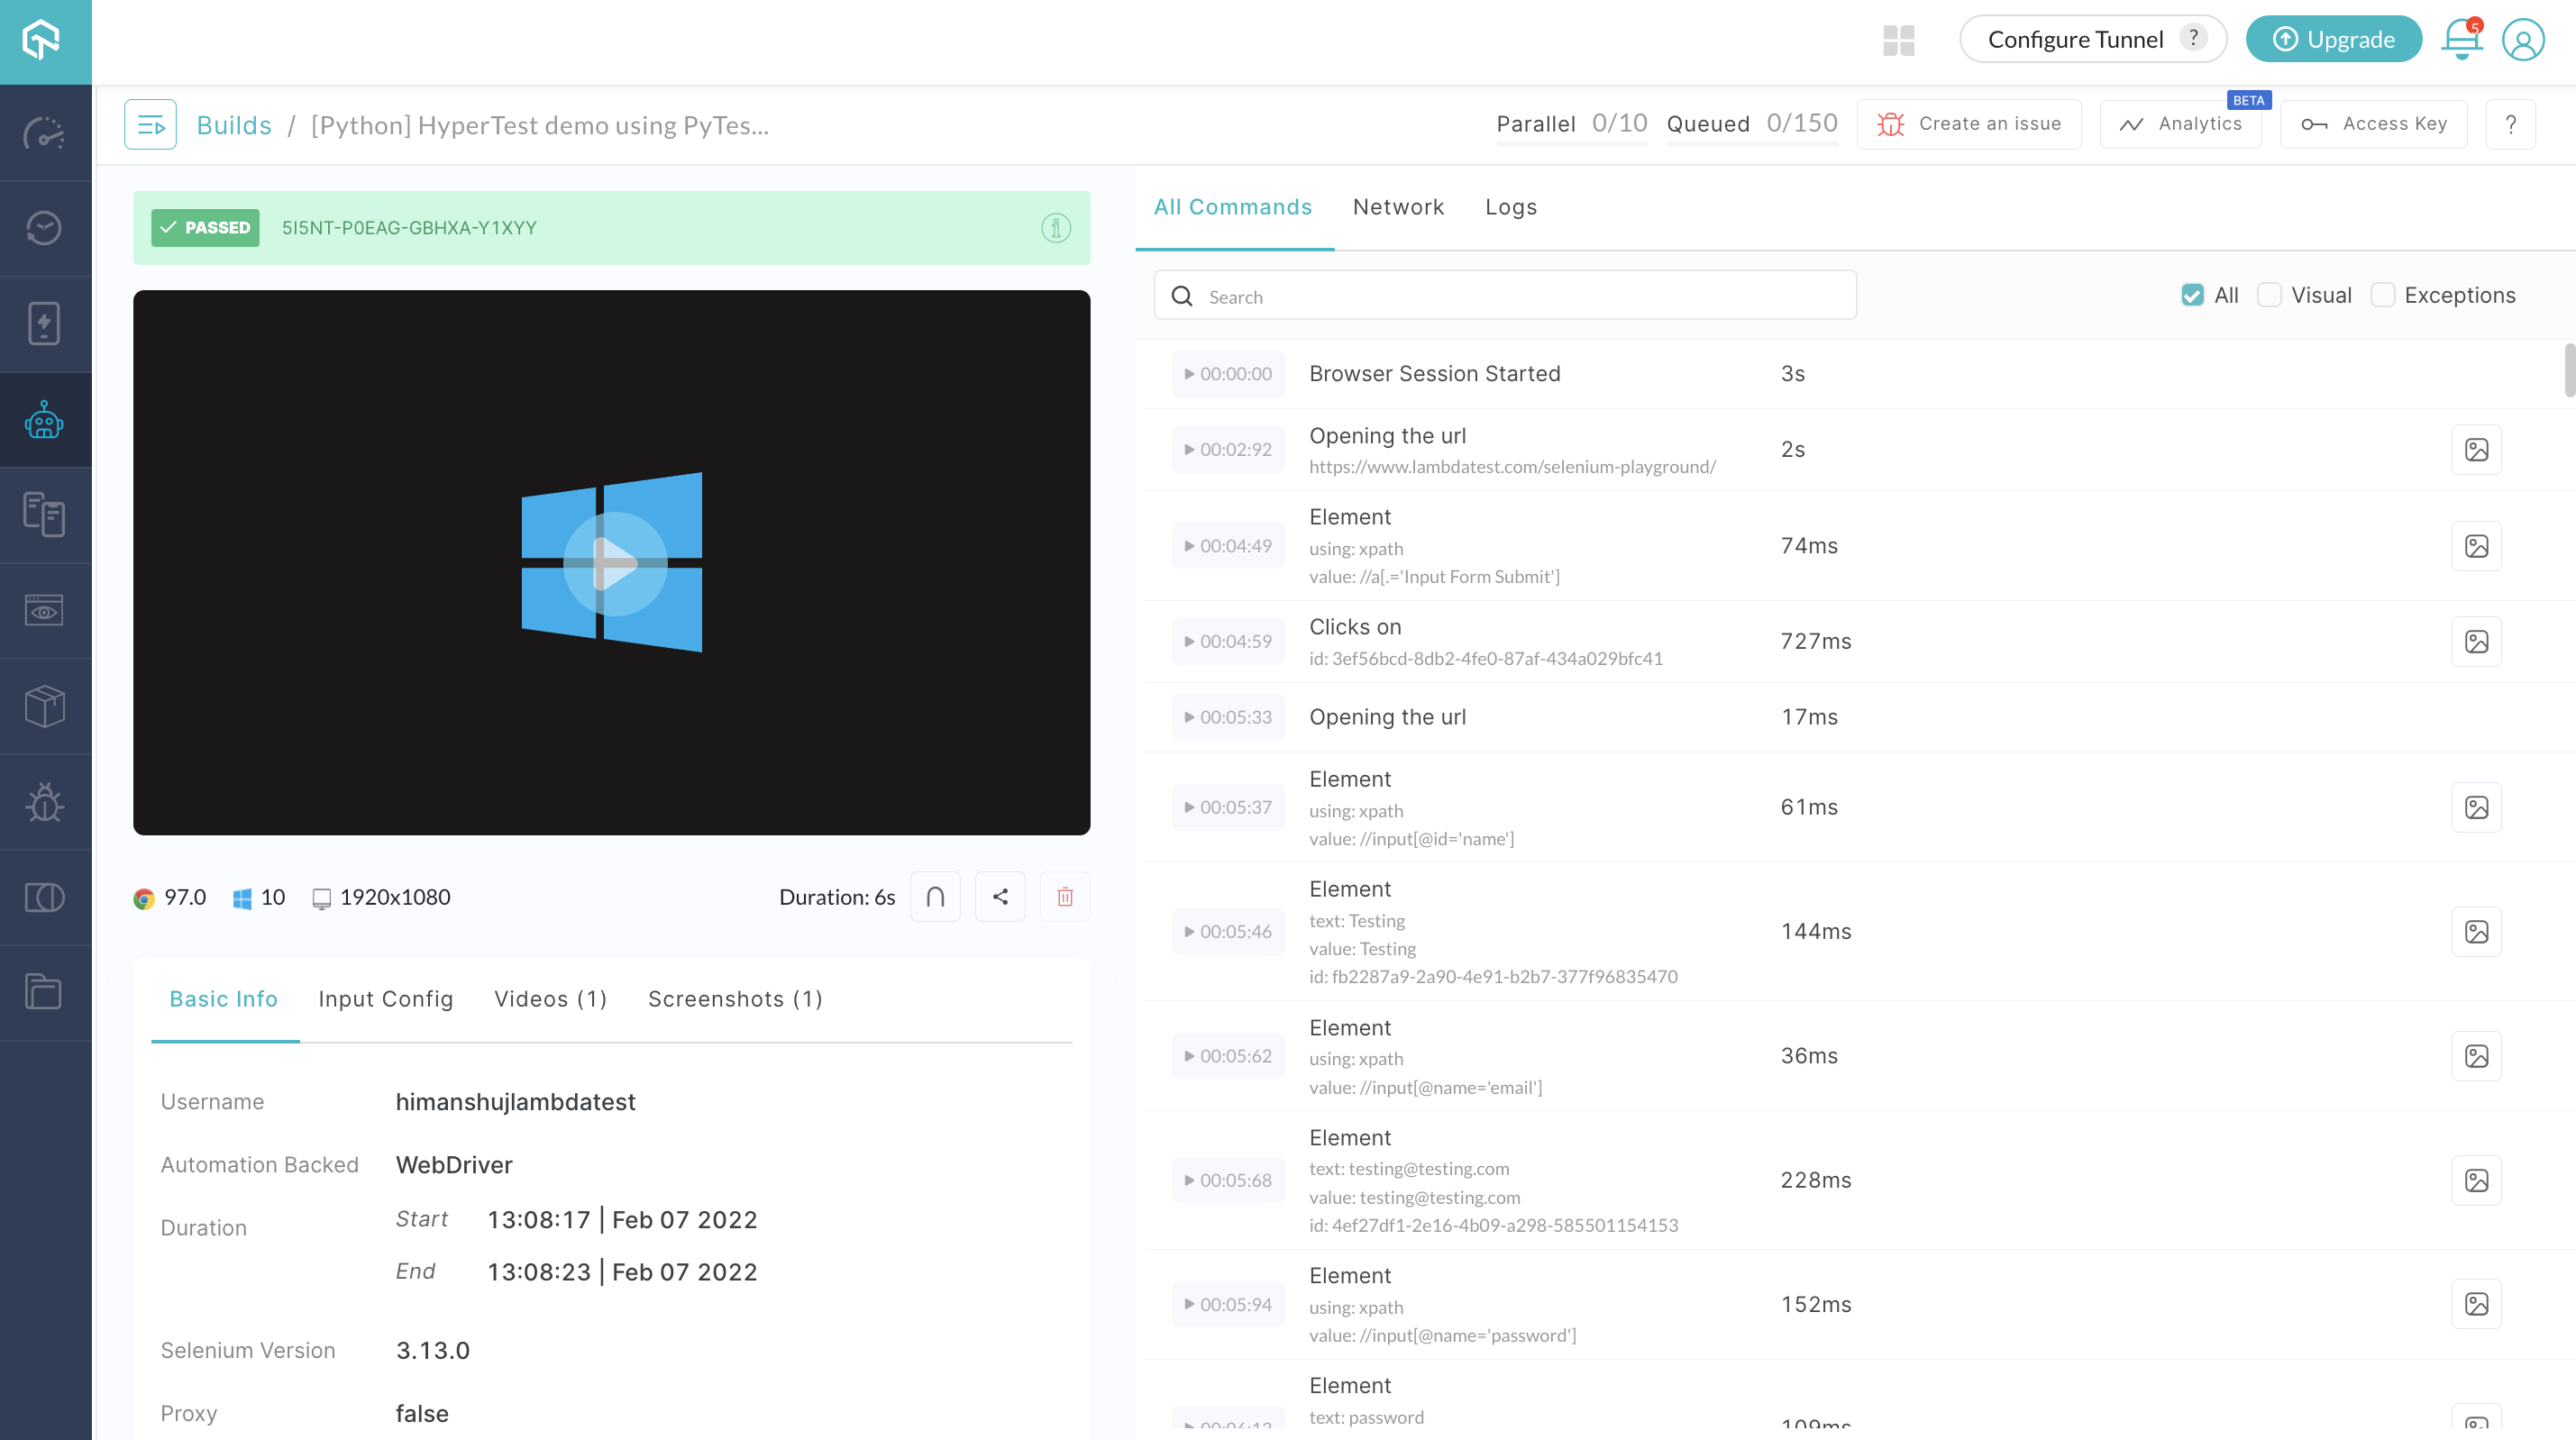 Configure Tunnel ?
Upgrade
5
Builds / [Python] HyperTest demo using PyTes...
Parallel 0/10 Queued 0/150
Create an issue
Analytics
BETA
Access Key
?
PASSED 5I5NT-P0EAG-GBHXA-Y1XYY
97.0 10 1920x1080
Duration: 6s
Basic Info Input Config Videos (1) Screenshots (1)
Username himanshujlambdatest
Automation Backed WebDriver
Duration Start 13:08:17 | Feb 07 2022
End 13:08:23 | Feb 07 2022
Selenium Version 3.13.0
Proxy false
All Commands Network Logs
Search
All Visual Exceptions
00:00:00 Browser Session Started 3s
00:02:92 Opening the url 2s
https://www.lambdatest.com/selenium-playground/
00:04:49 Element 74ms
using: xpath
value: //a[.='Input Form Submit']
00:04:59 Clicks on 727ms
id: 3ef56bcd-8db2-4fe0-87af-434a029bfc41
00:05:33 Opening the url 17ms
00:05:37 Element 61ms
using: xpath
value: //input[@id='name']
00:05:46 Element 144ms
text: Testing
value: Testing
id: fb2287a9-2a90-4e91-b2b7-377f96835470
00:05:62 Element 36ms
using: xpath
value: //input[@name='email']
00:05:68 Element 228ms
text: testing@testing.com
value: testing@testing.com
id: 4ef27df1-2e16-4b09-a298-585501154153
00:05:94 Element 152ms
using: xpath
value: //input[@name='password']
Element
text: password